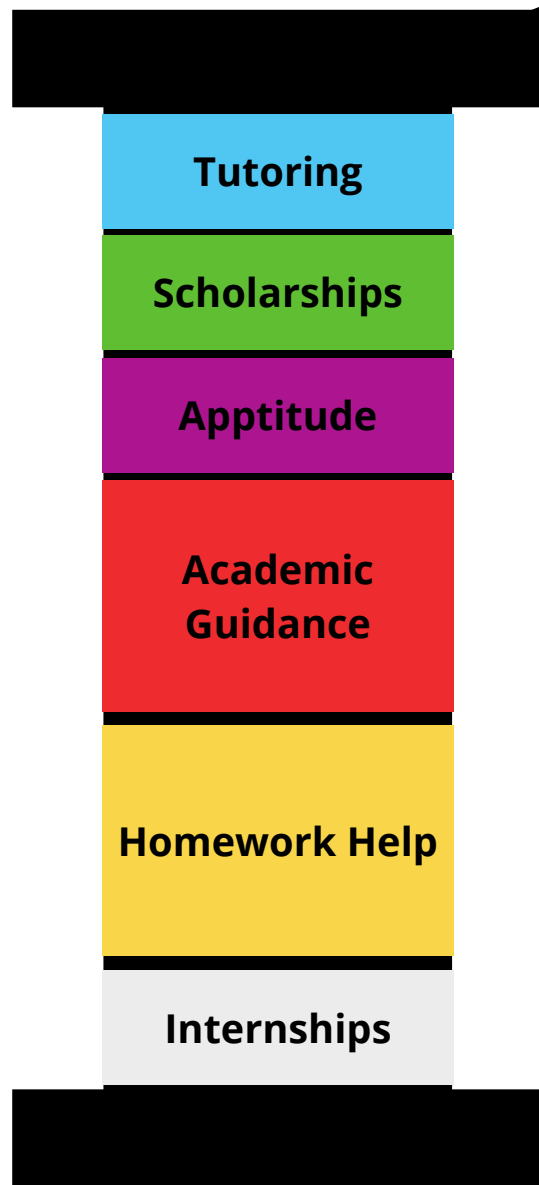 Tutoring
Scholarships
Apptitude
Academic
Guidance
Homework Help
Internships